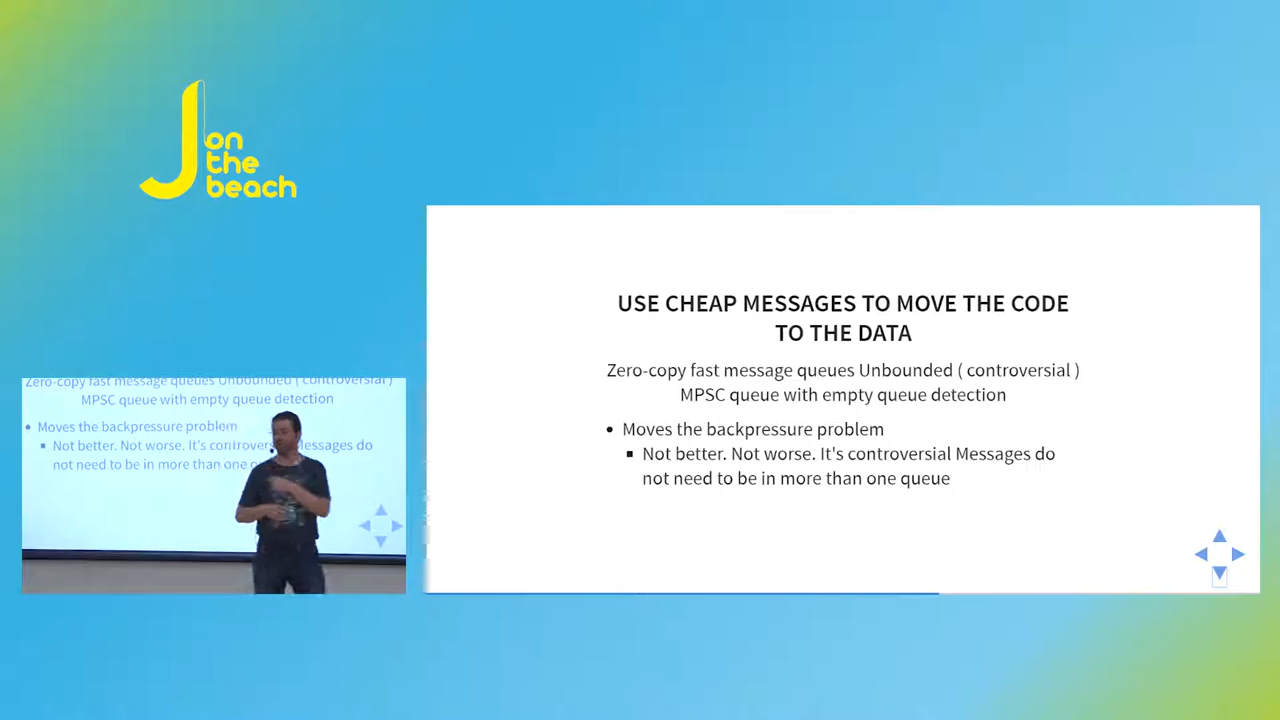 J on
the
beach
USE CHEAP MESSAGES TO MOVE THE CODE
TO THE DATA
Zero-copy fast message queues Unbounded ( controversial )
MPSC queue with empty queue detection
• Moves the backpressure problem
▪ Not better. Not worse. It's controversial Messages do
not need to be in more than one queue
Zero-copy fast message queues Unbounded ( controversial )
MPSC queue with empty queue detection
• Moves the backpressure problem
▪ Not better. Not worse. It's Messages do
not need to be in more than one